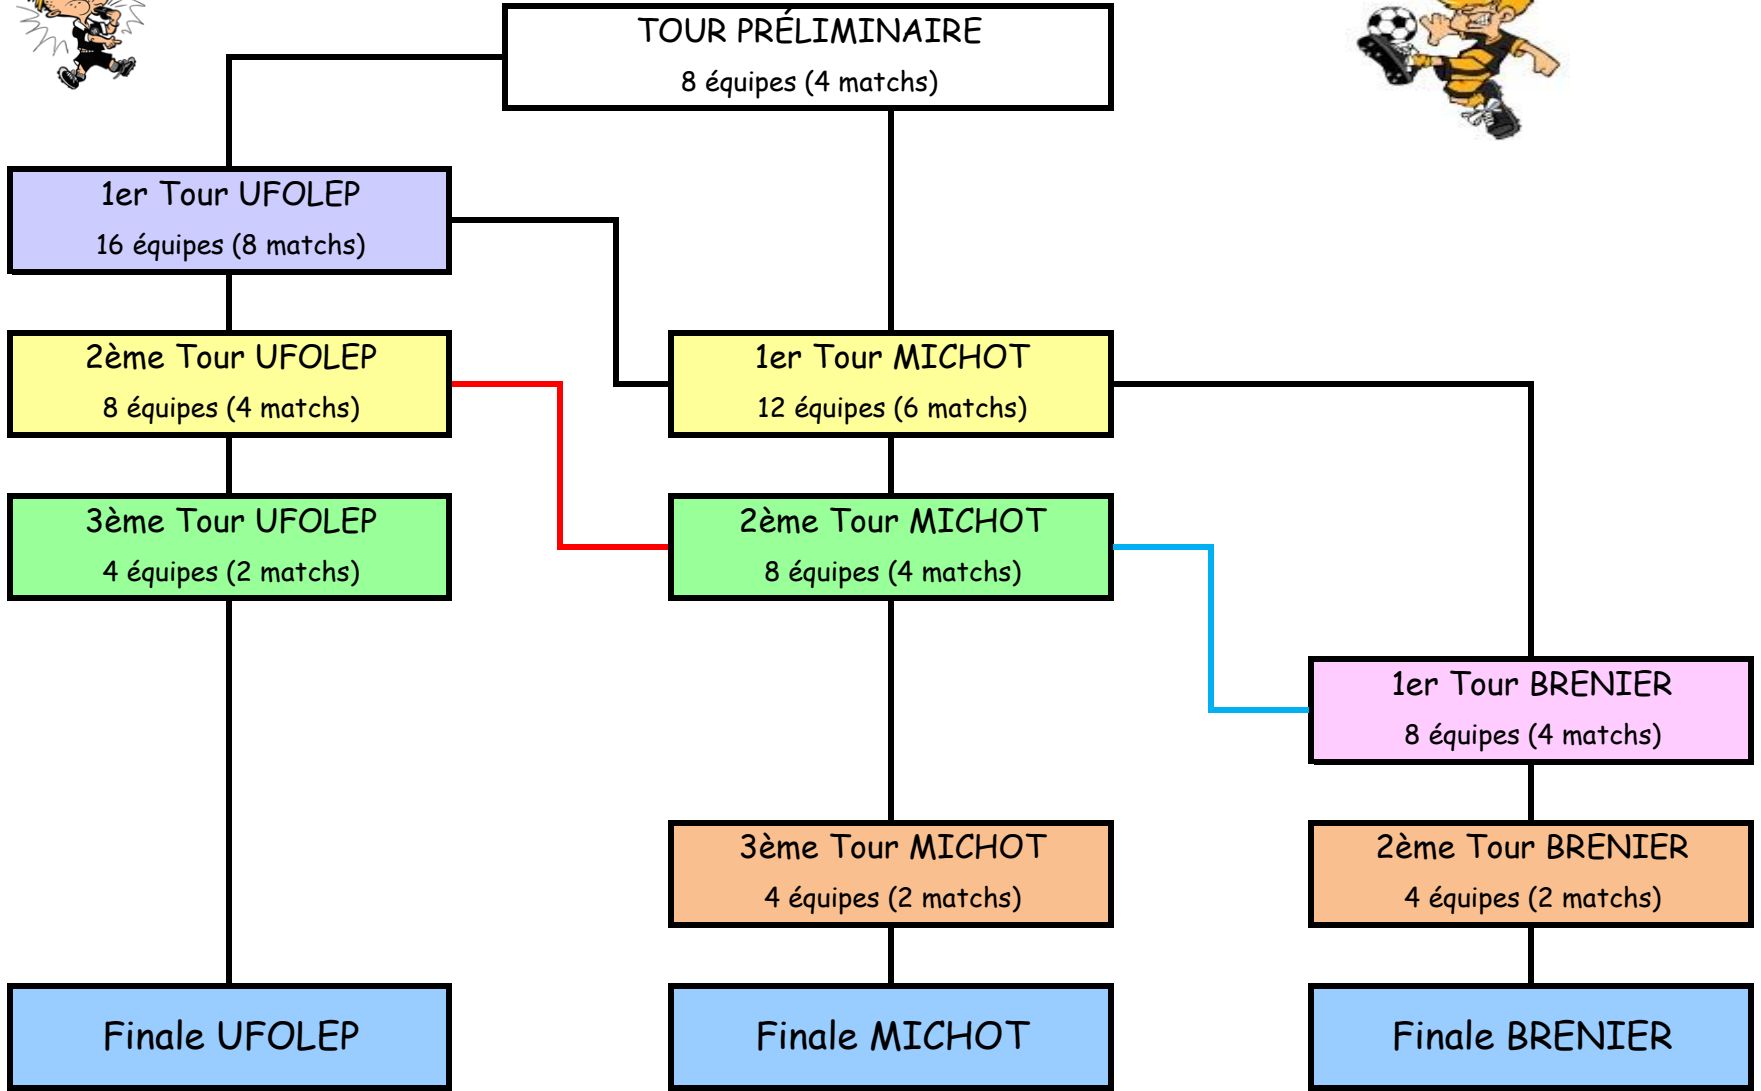 TOUR PRÉLIMINAIRE
8 équipes (4 matchs)
1er Tour UFOLEP
16 équipes (8 matchs)
2ème Tour UFOLEP
8 équipes (4 matchs)
1er Tour MICHOT
12 équipes (6 matchs)
3ème Tour UFOLEP
4 équipes (2 matchs)
2ème Tour MICHOT
8 équipes (4 matchs)
1er Tour BRENIER
8 équipes (4 matchs)
3ème Tour MICHOT
4 équipes (2 matchs)
2ème Tour BRENIER
4 équipes (2 matchs)
Finale UFOLEP
Finale MICHOT
Finale BRENIER